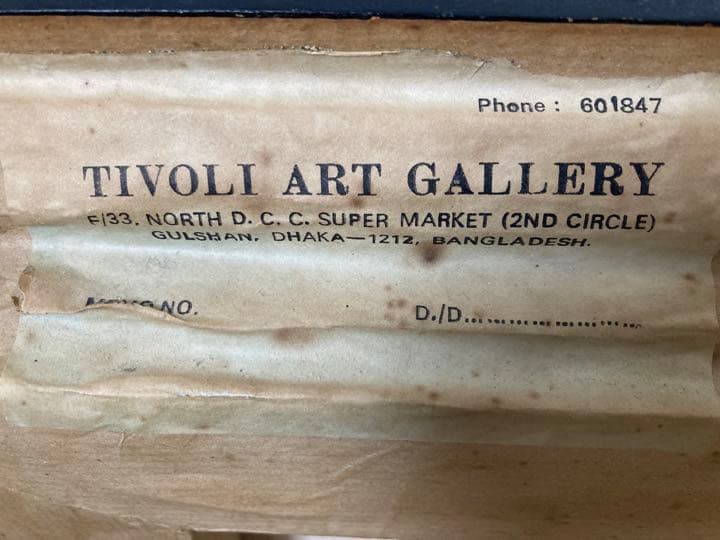 Phone : 601847
TIVOLI ART GALLERY
F/33, NORTH D. C. C. SUPER MARKET (2ND CIRCLE)
GULSHAN, DHAKA—1212, BANGLADESH.
NO. D./D..............................